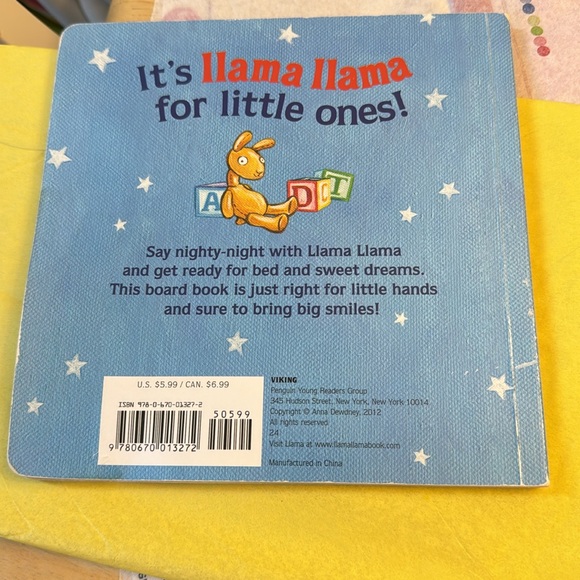 It's llama llama
for little ones!
A D C T
Say nighty-night with Llama Llama
and get ready for bed and sweet dreams.
This board book is just right for little hands
and sure to bring big smiles!
U.S. $5.99 / CAN. $6.99
ISBN 978-0-670-01327-2
50599
9 780670 013272
VIKING
Penguin Young Readers Group
345 Hudson Street, New York, New York 10014
Copyright © Anna Dewdney, 2012
All rights reserved
24
Visit Llama at www.llamallamabook.com
Manufactured in China